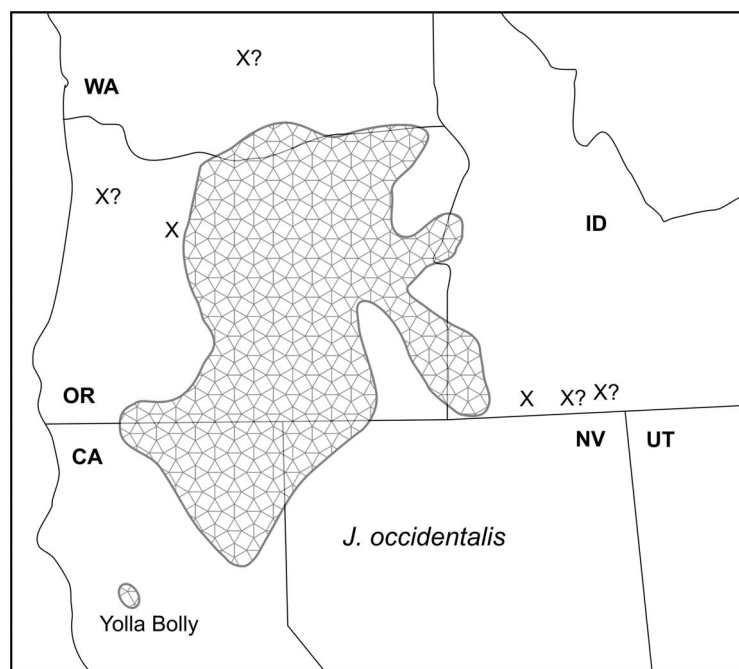 X?
WA
X?
X
ID
X X? X?
OR
CA
NV UT
J. occidentalis
Yolla Bolly